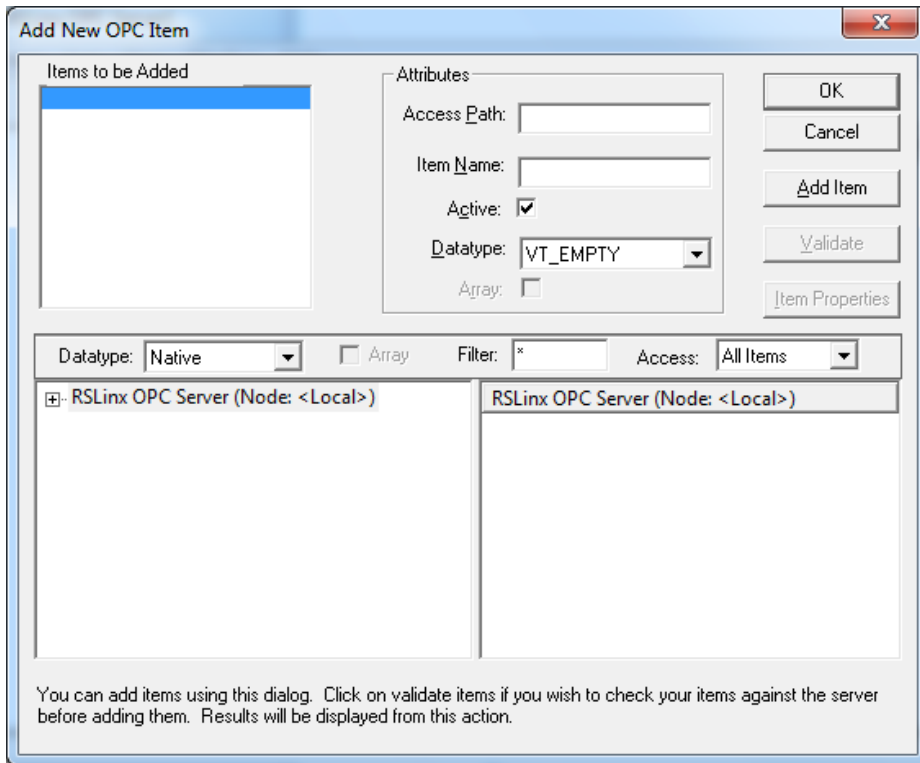 Add New OPC Item
Items to be Added
Attributes
Access Path:
Item Name:
Active:
Datatype: VT_EMPTY
Array:
OK
Cancel
Add Item
Validate
Item Properties
Datatype: Native Array Filter: * Access: All Items
RSLinx OPC Server (Node: <Local>)
RSLinx OPC Server (Node: <Local>)
You can add items using this dialog. Click on validate items if you wish to check your items against the server
before adding them. Results will be displayed from this action.